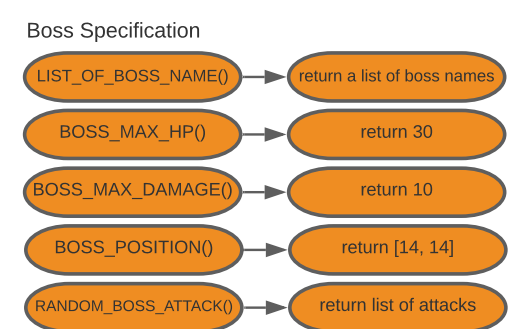 Boss Specification
LIST_OF_BOSS_NAME() return a list of boss names
BOSS_MAX_HP() return 30
BOSS_MAX_DAMAGE() return 10
BOSS_POSITION() return [14, 14]
RANDOM_BOSS_ATTACK() return list of attacks